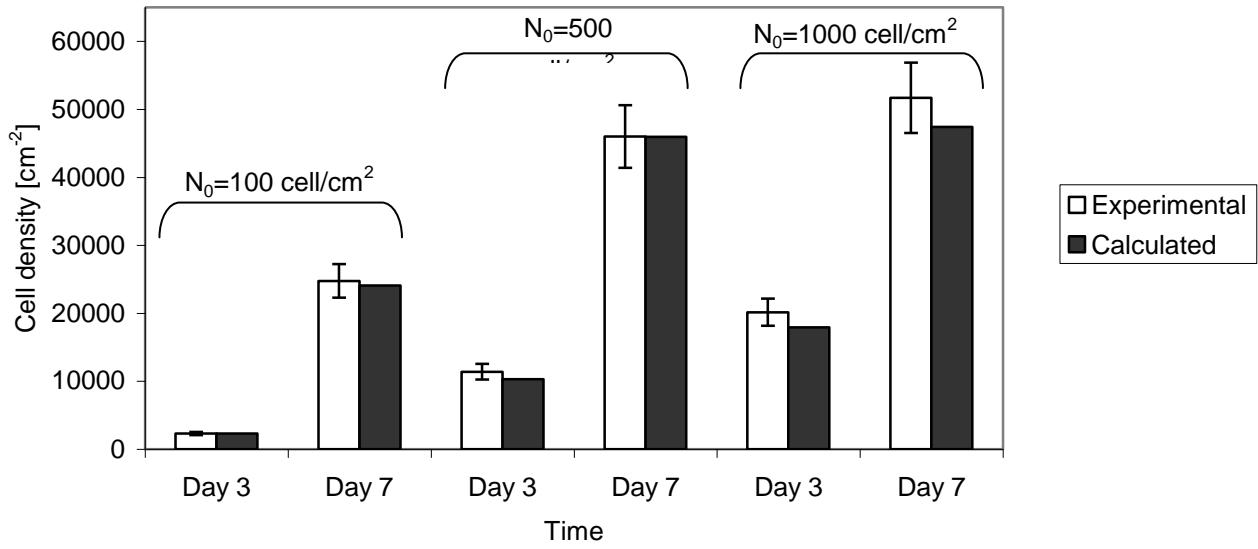 N₀=500
N₀=1000 cell/cm²
N₀=100 cell/cm²
60000
50000
40000
30000
20000
10000
0
Cell density [cm⁻²]
Day 3 Day 7 Day 3 Day 7 Day 3 Day 7
Time
Experimental
Calculated